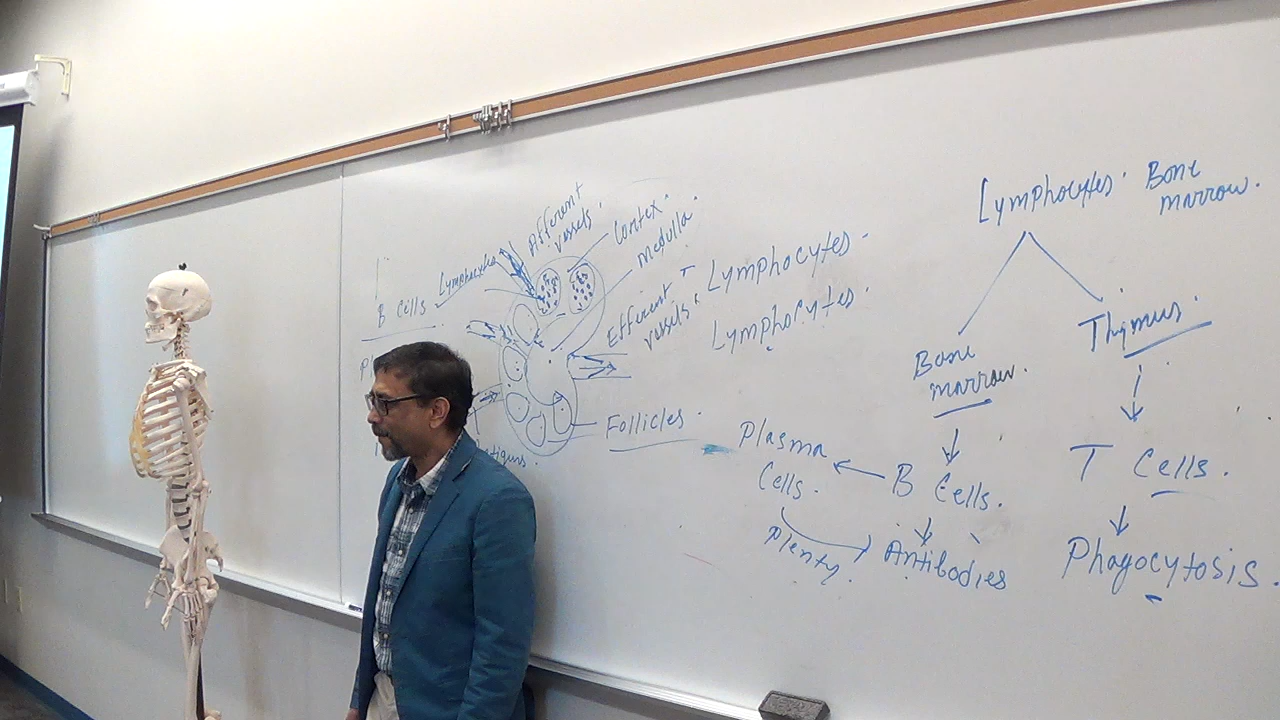 Afferent
vessels.
Cortex.
medulla.
Lymphocytes
B Cells
Efferent
vessels
T Lymphocytes.
Lymphocytes.
Follicles.
Lymphocytes. Bone
marrow.
Bone
marrow.
Thymus.
Plasma
Cells.
B Cells.
T Cells.
Plenty.
Antibodies
Phagocytosis.